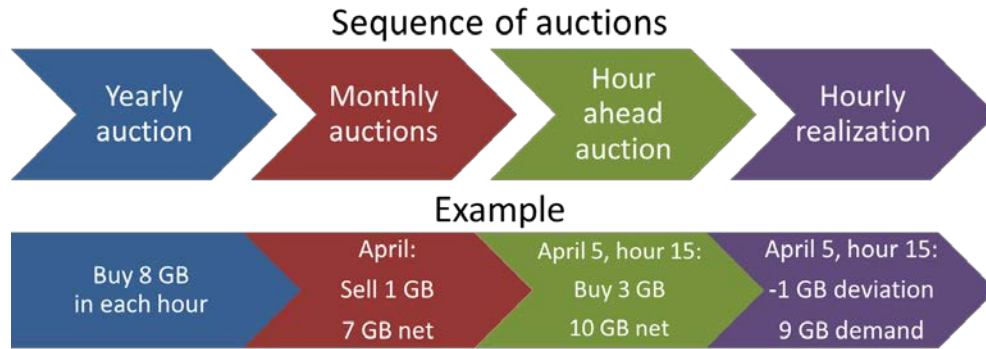 Sequence of auctions
Yearly
auction
Monthly
auctions
Hour
ahead
auction
Hourly
realization
Example
Buy 8 GB
in each hour
April:
Sell 1 GB
7 GB net
April 5, hour 15:
Buy 3 GB
10 GB net
April 5, hour 15:
-1 GB deviation
9 GB demand